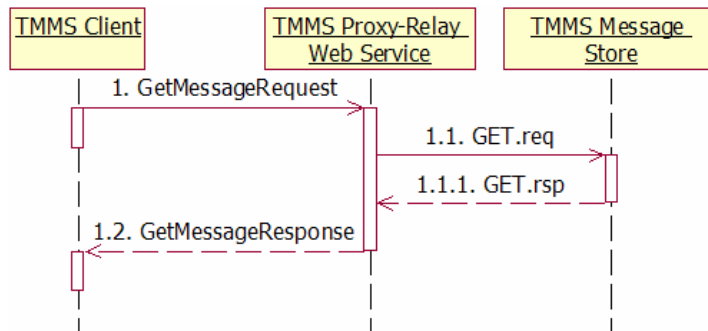 TMMS Client
TMMS Proxy-Relay
Web Service
TMMS Message
Store
1. GetMessageRequest
1.1. GET.req
1.1.1. GET.rsp
1.2. GetMessageResponse